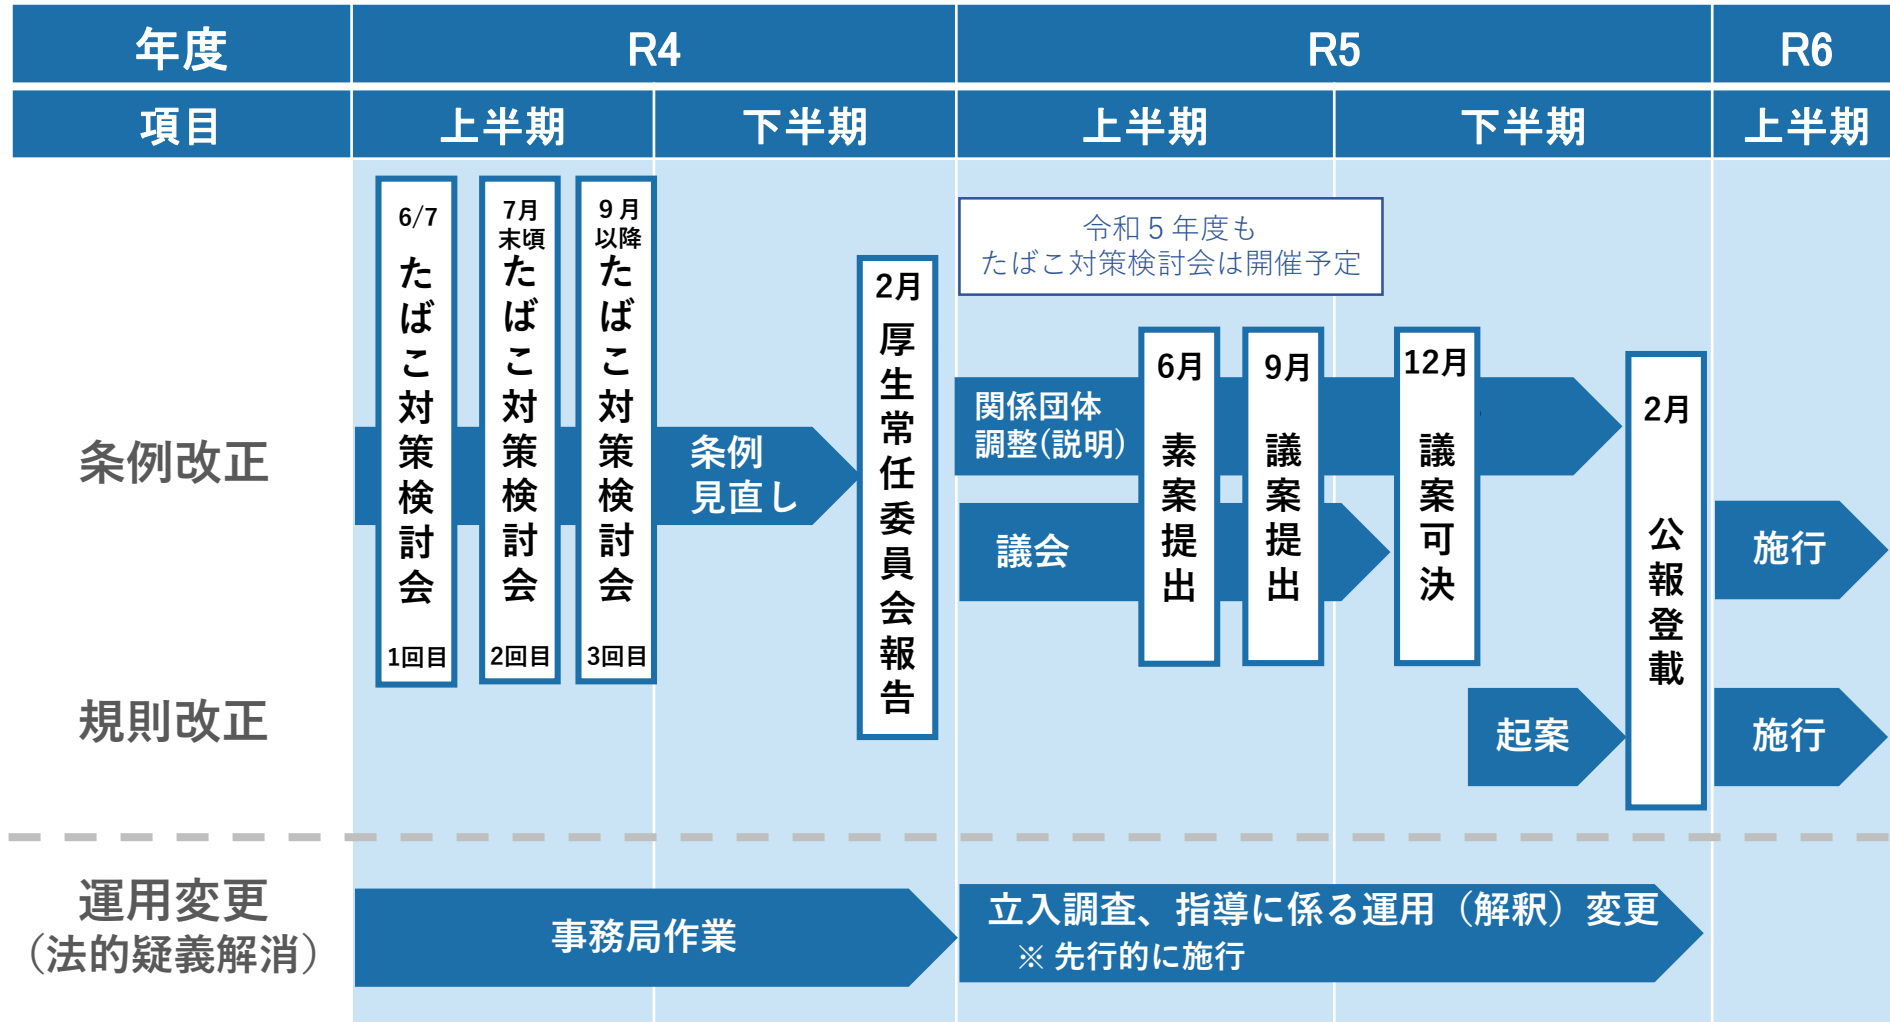 年度
R4
R5
R6
項目
上半期
下半期
上半期
下半期
上半期
条例改正
6/7
たばこ対策検討会
1回目
7月
末頃
たばこ対策検討会
2回目
9月
以降
たばこ対策検討会
3回目
条例
見直し
2月
厚生常任委員会報告
令和5年度も
たばこ対策検討会は開催予定
関係団体
調整(説明)
議会
6月
素案提出
9月
議案提出
12月
議案可決
2月
公報登載
施行
規則改正
起案
施行
運用変更
(法的疑義解消)
事務局作業
立入調査、指導に係る運用（解釈）変更
※ 先行的に施行